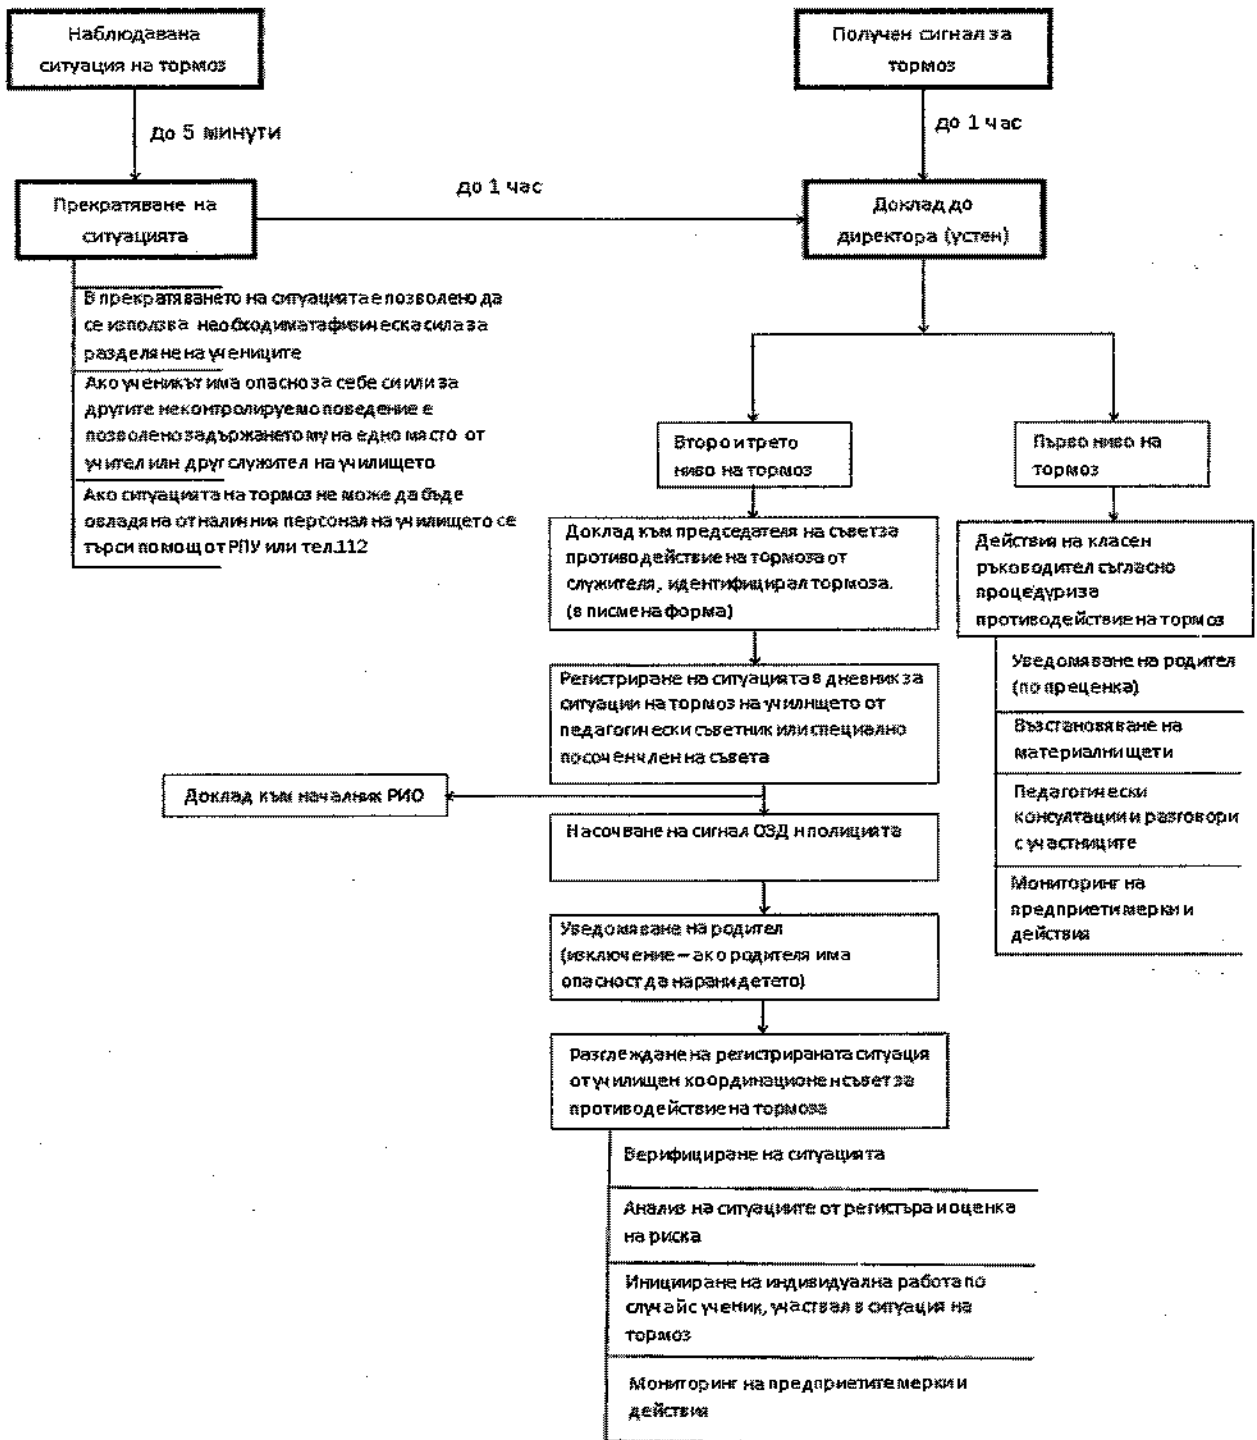 Наблюдавана
ситуация на тормоз
Получен сигнал за
тормоз
до 5 минути
до 1 час
Прекратяване на
ситуацията
до 1 час
Доклад до
директора (устен)
В прекратяването на ситуацията е позволено да
се използва необходимата физическа сила за
разделяне на учениците
Ако ученикът има опасно за себе си или за
другите неконтролируемо поведение е
позволено задържането му на едно място от
учител или друг служител на училището
Ако ситуацията на тормоз не може да бъде
овладяна от наличния персонал на училището се
търси помощ от РПУ или тел.112
Второ и трето
ниво на тормоз
Първо ниво на
тормоз
Доклад към председателя на съвет за
противодействие на тормоза от
служителя, идентифицирал тормоза.
(в писмена форма)
Действия на класен
ръководител съгласно
процедури за
противодействие на тормоз
Уведомяване на родител
(по преценка)
Възстановяване на
материални щети
Педагогически
консултации и разговори
с участниците
Мониторинг на
предприети мерки и
действия
Регистриране на ситуацията в дневник за
ситуации на тормоз на училището от
педагогически съветник или специално
посочен член на съвета
Доклад към началник РИО
Насочване на сигнал ОЗД и полицията
Уведомяване на родител
(изключение – ако родителя има
опасност да нарани детето)
Разглеждане на регистрираната ситуация
от училищен координационен съвет за
противодействие на тормоза
Верифициране на ситуацията
Анализ на ситуациите от регистъра и оценка
на риска
Иницииране на индивидуална работа по
случай с ученик, участвал в ситуация на
тормоз
Мониторинг на предприетите мерки и
действия